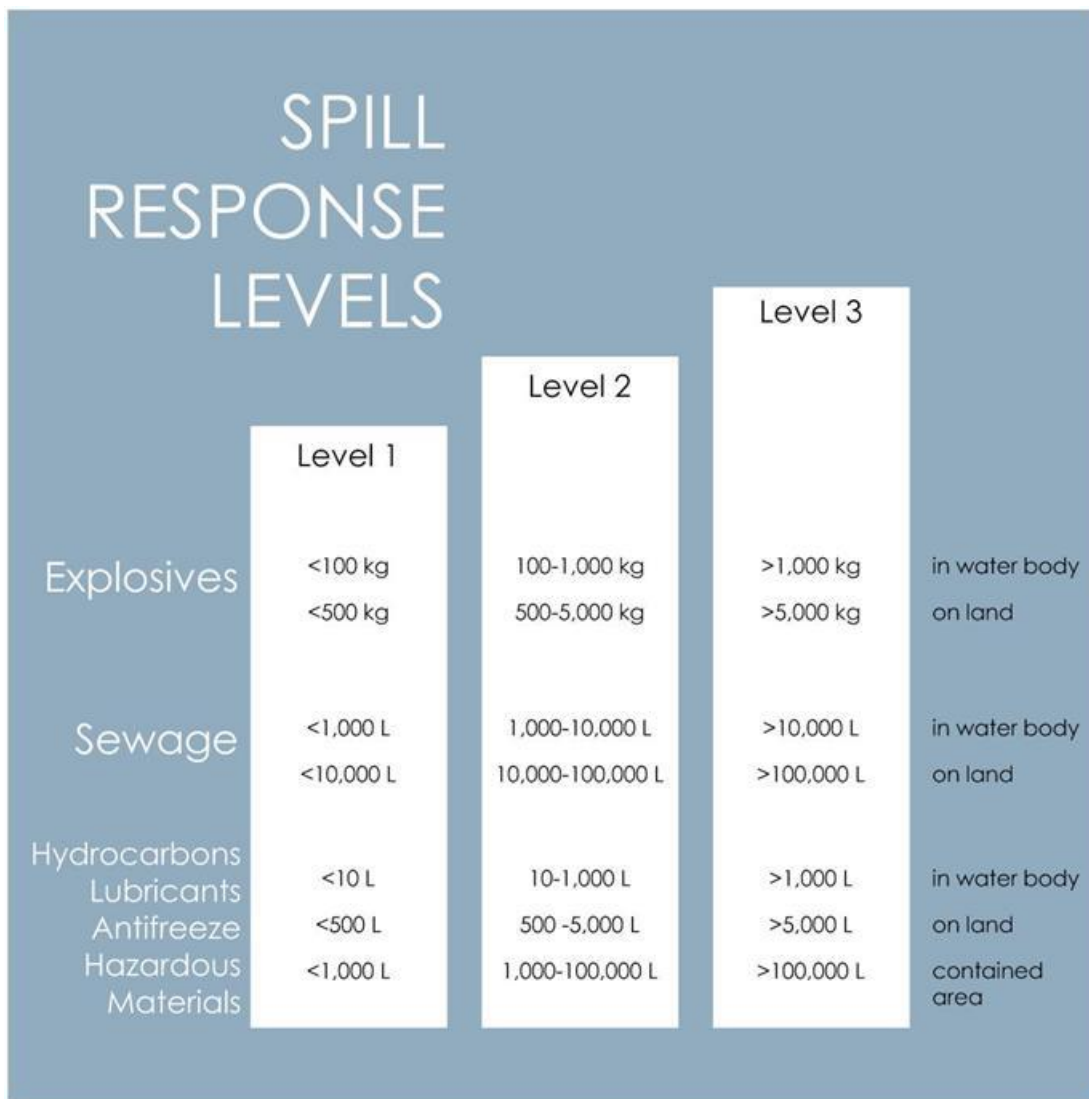 SPILL
RESPONSE
LEVELS
Level 1
Level 2
Level 3
Explosives
<100 kg 100-1,000 kg >1,000 kg in water body
<500 kg 500-5,000 kg >5,000 kg on land
Sewage
<1,000 L 1,000-10,000 L >10,000 L in water body
<10,000 L 10,000-100,000 L >100,000 L on land
Hydrocarbons
Lubricants
Antifreeze
Hazardous
Materials
<10 L 10-1,000 L >1,000 L in water body
<500 L 500 -5,000 L >5,000 L on land
<1,000 L 1,000-100,000 L >100,000 L contained
area